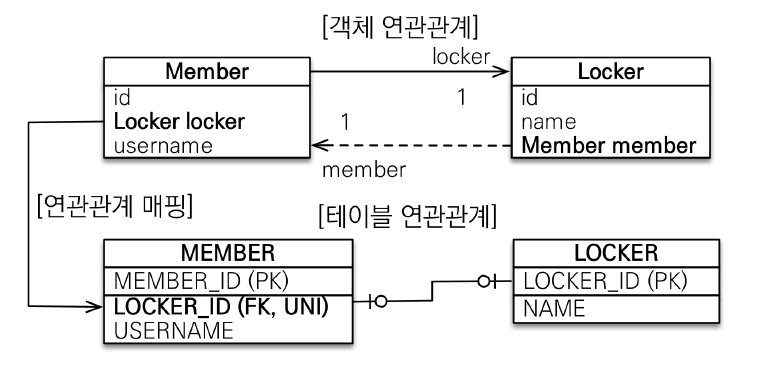 [객체 연관관계]
locker
Member
id
Locker locker
username
1
1
member
Locker
id
name
Member member
[연관관계 매핑]
[테이블 연관관계]
MEMBER
MEMBER_ID (PK)
LOCKER_ID (FK, UNI)
USERNAME
LOCKER
LOCKER_ID (PK)
NAME